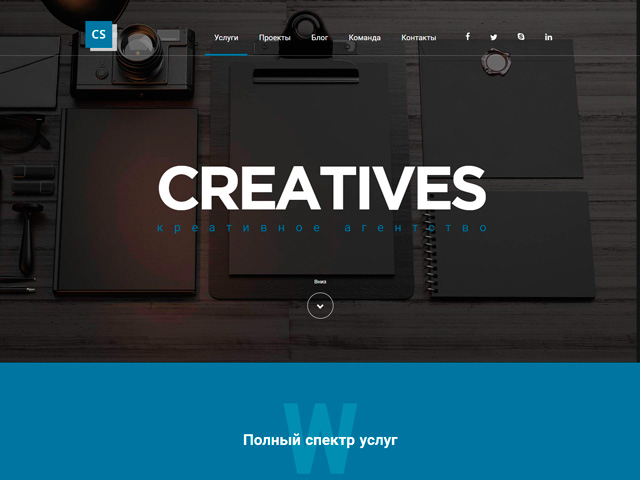 CS
Услуги Проекты Блог Команда Контакты
CREATIVES
креативное агентство
Вниз
W
Полный спектр услуг